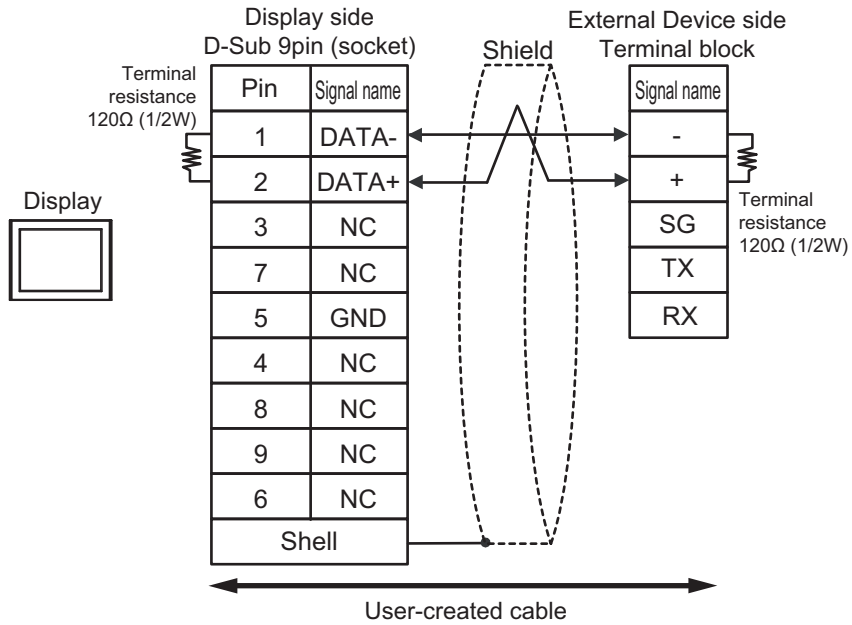 Display side
D-Sub 9pin (socket)
Shield
External Device side
Terminal block
Terminal
resistance
120Ω (1/2W)
Pin Signal name
Signal name
1 DATA-
-
2 DATA+
+
Display
3 NC
SG
Terminal
resistance
120Ω (1/2W)
7 NC
TX
5 GND
RX
4 NC
8 NC
9 NC
6 NC
Shell
User-created cable